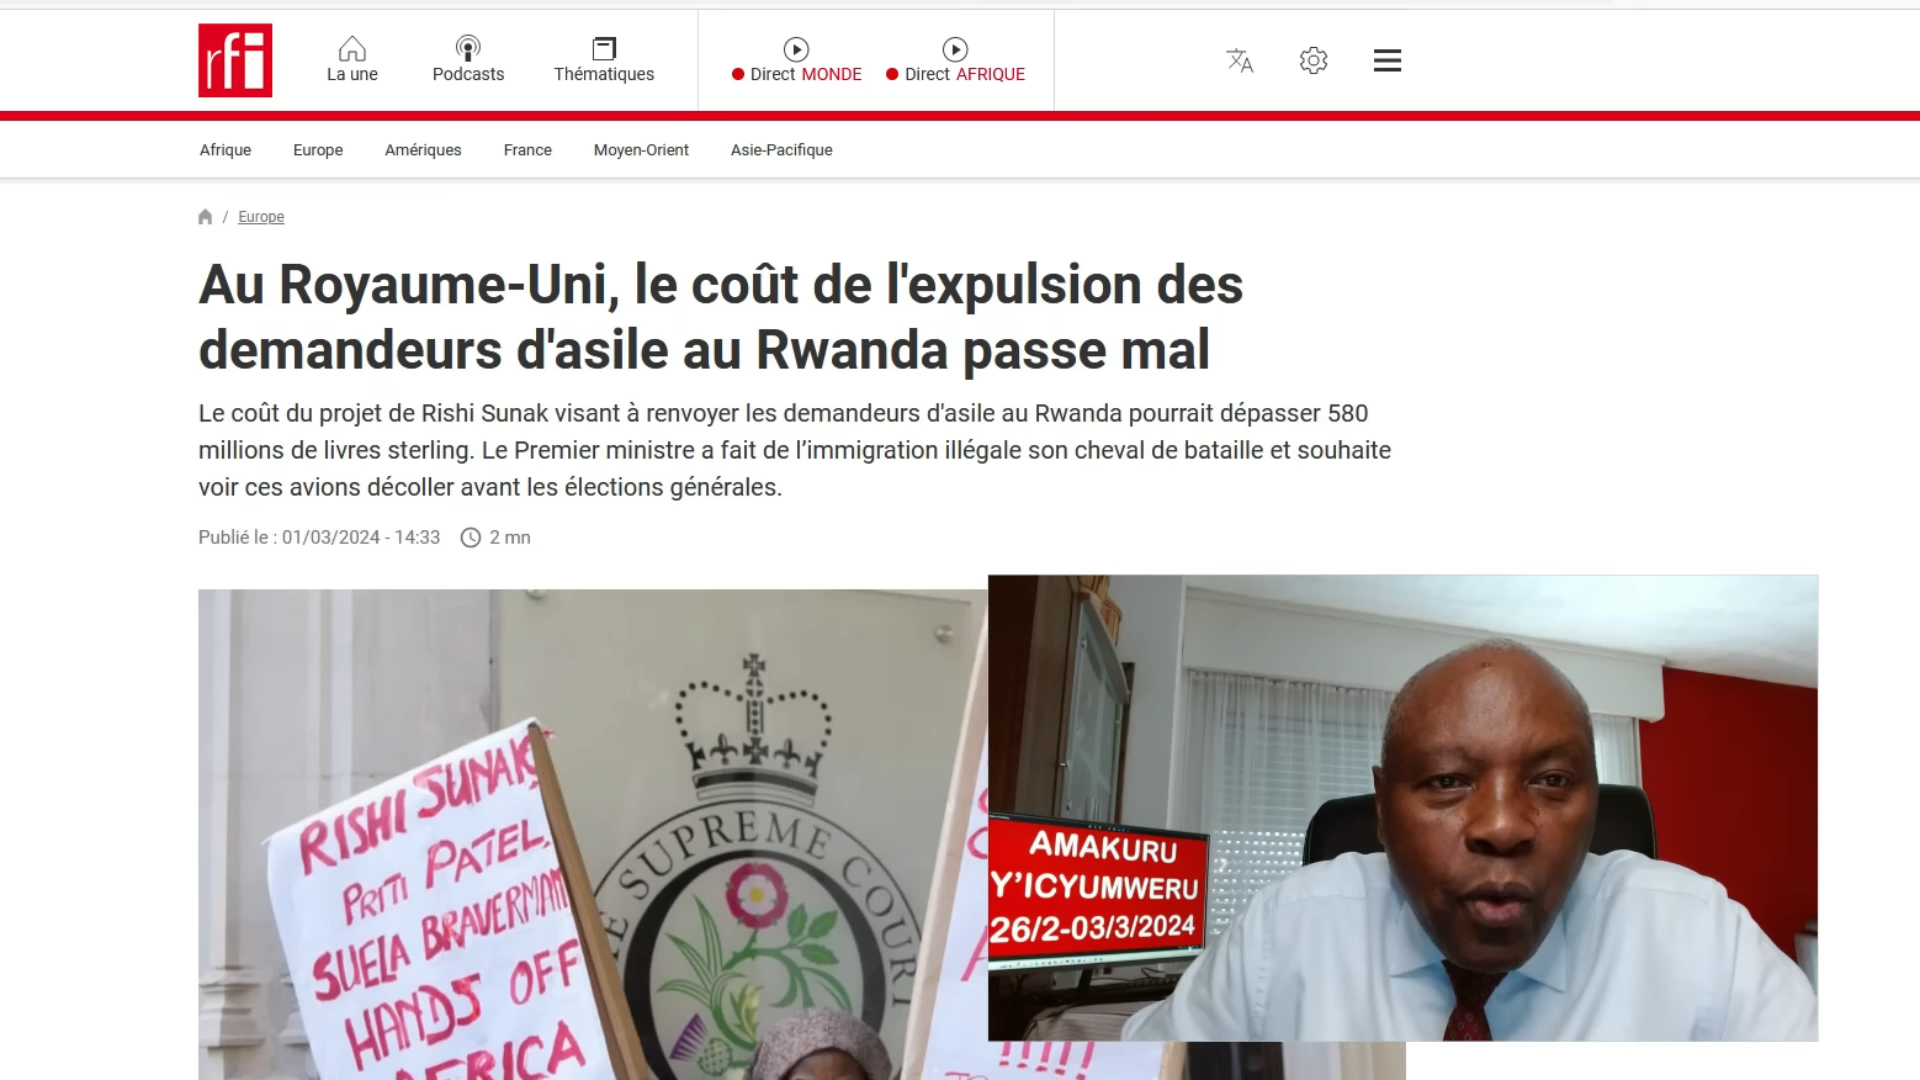 rfi
La une
Podcasts
Thématiques
Direct MONDE
Direct AFRIQUE
Afrique
Europe
Amériques
France
Moyen-Orient
Asie-Pacifique
/ Europe
Au Royaume-Uni, le coût de l'expulsion des
demandeurs d'asile au Rwanda passe mal
Le coût du projet de Rishi Sunak visant à renvoyer les demandeurs d'asile au Rwanda pourrait dépasser 580
millions de livres sterling. Le Premier ministre a fait de l’immigration illégale son cheval de bataille et souhaite
voir ces avions décoller avant les élections générales.
Publié le : 01/03/2024 - 14:33
2 mn
RISHI SUNAK,
PRITI PATEL,
SUELA BRAVERMAN
HANDS OFF
AFRICA
SUPREME COURT
!!!!!
AMAKURU
Y’ICYUMWERU
26/2-03/3/2024